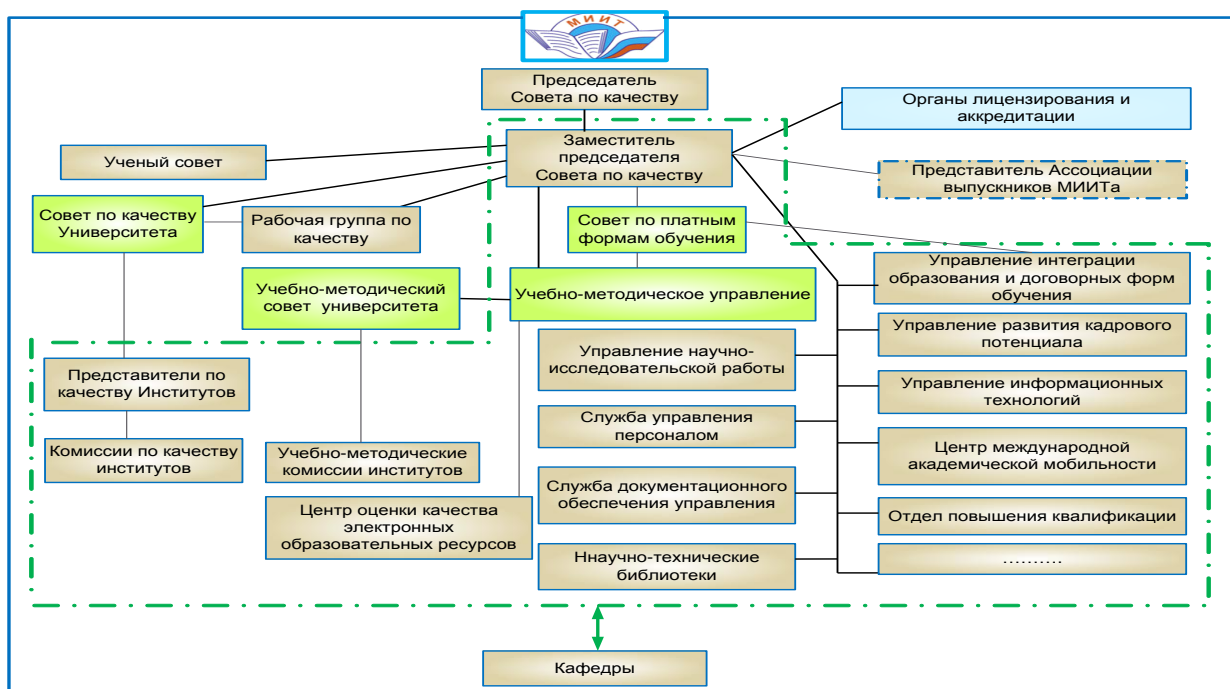 МИИТ
Председатель
Совета по качеству
Органы лицензирования и
аккредитации
Заместитель
председателя
Совета по качеству
Ученый совет
Представитель Ассоциации
выпускников МИИТа
Совет по качеству
Университета
Рабочая группа по
качеству
Совет по платным
формам обучения
Управление интеграции
образования и договорных форм
обучения
Учебно-методический
совет университета
Учебно-методическое управление
Управление развития кадрового
потенциала
Управление научно-
исследовательской работы
Представители по
качеству Институтов
Управление информационных
технологий
Служба управления
персоналом
Комиссии по качеству
институтов
Учебно-методические
комиссии институтов
Центр международной
академической мобильности
Служба документационного
обеспечения управления
Центр оценки качества
электронных
образовательных ресурсов
Отдел повышения квалификации
Ннаучно-технические
библиотеки
..........
Кафедры